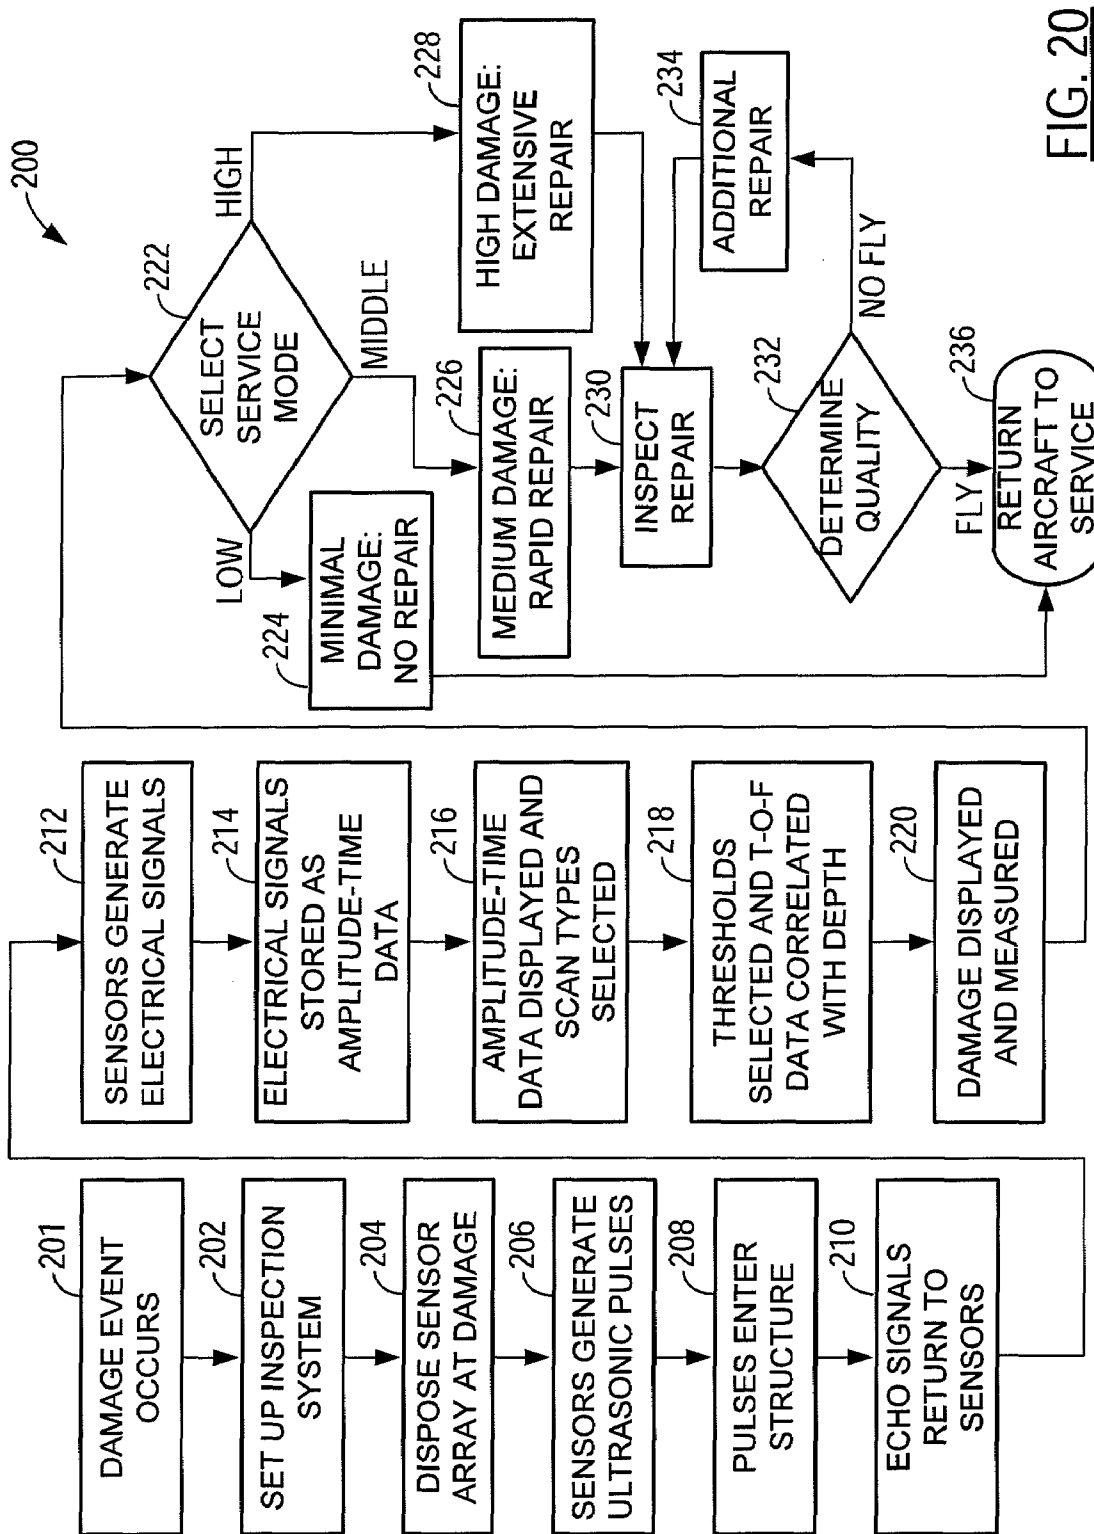 200
201
DAMAGE EVENT
OCCURS
202
SET UP INSPECTION
SYSTEM
204
DISPOSE SENSOR
ARRAY AT DAMAGE
206
SENSORS GENERATE
ULTRASONIC PULSES
208
PULSES ENTER
STRUCTURE
210
ECHO SIGNALS
RETURN TO
SENSORS
212
SENSORS GENERATE
ELECTRICAL SIGNALS
214
ELECTRICAL SIGNALS
STORED AS
AMPLITUDE-TIME
DATA
216
AMPLITUDE-TIME
DATA DISPLAYED AND
SCAN TYPES
SELECTED
218
THRESHOLDS
SELECTED AND T-O-F
DATA CORRELATED
WITH DEPTH
220
DAMAGE DISPLAYED
AND MEASURED
222
SELECT
SERVICE
MODE
LOW
MIDDLE
HIGH
224
MINIMAL
DAMAGE:
NO REPAIR
226
MEDIUM DAMAGE:
RAPID REPAIR
228
HIGH DAMAGE:
EXTENSIVE
REPAIR
230
INSPECT
REPAIR
232
DETERMINE
QUALITY
NO FLY
234
ADDITIONAL
REPAIR
FLY
236
RETURN
AIRCRAFT TO
SERVICE
FIG. 20